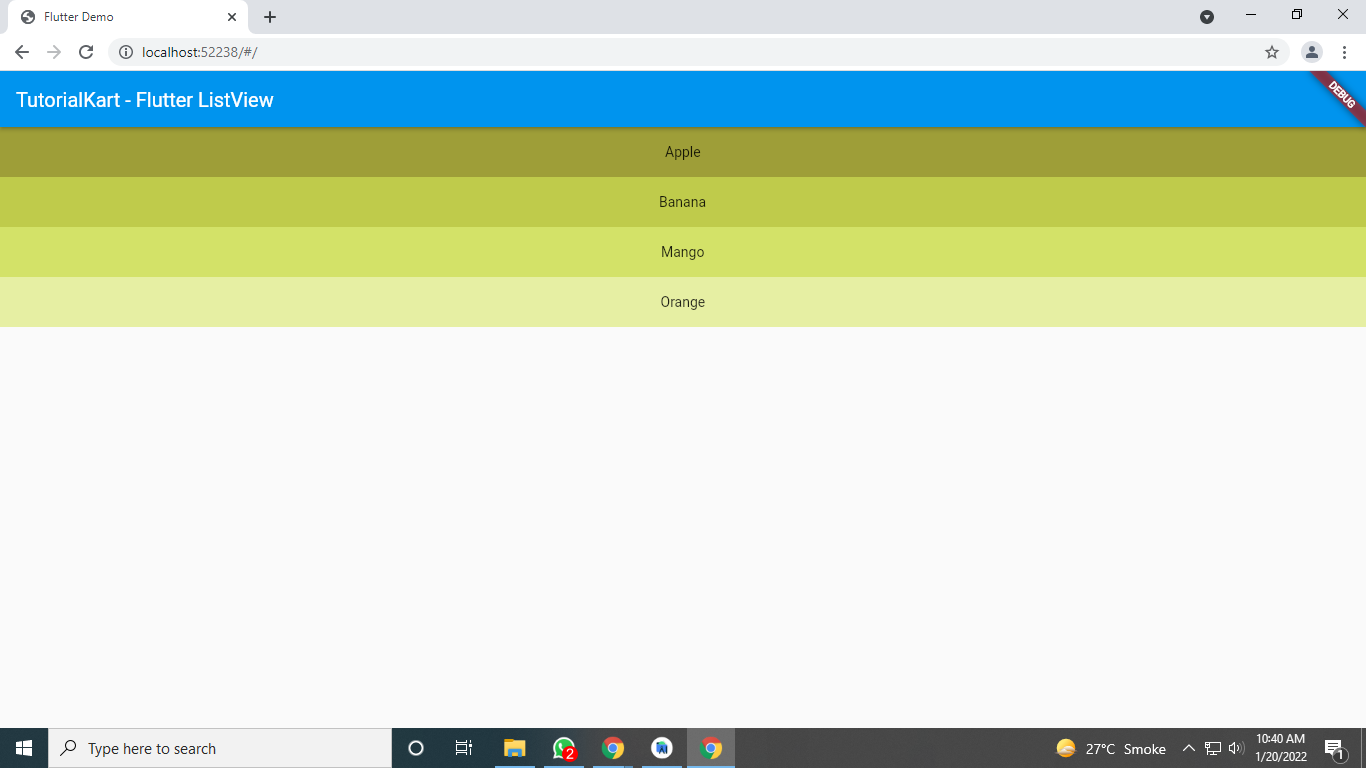 Flutter Demo
localhost:52238/#/
TutorialKart - Flutter ListView
DEBUG
Apple
Banana
Mango
Orange
Type here to search
2
AI
27°C Smoke
10:40 AM
1/20/2022
1